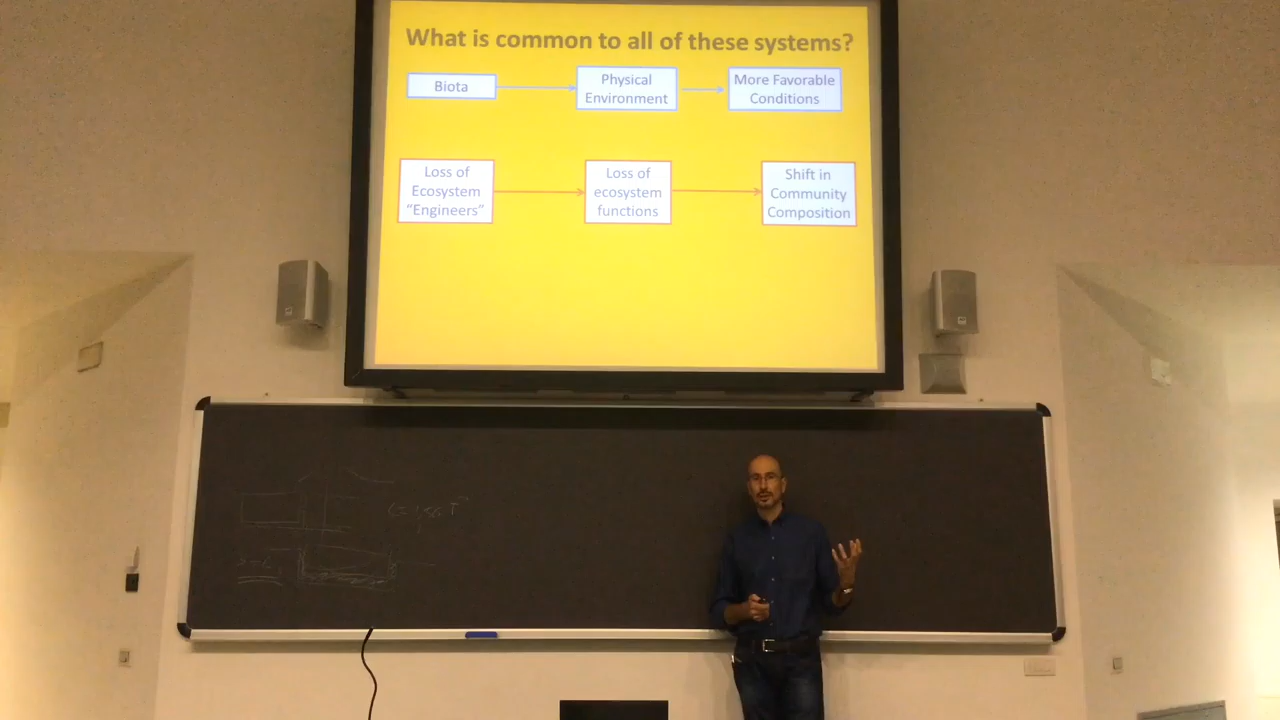 What is common to all of these systems?
Biota
Physical
Environment
More Favorable
Conditions
Loss of
Ecosystem
"Engineers"
Loss of
ecosystem
functions
Shift in
Community
Composition